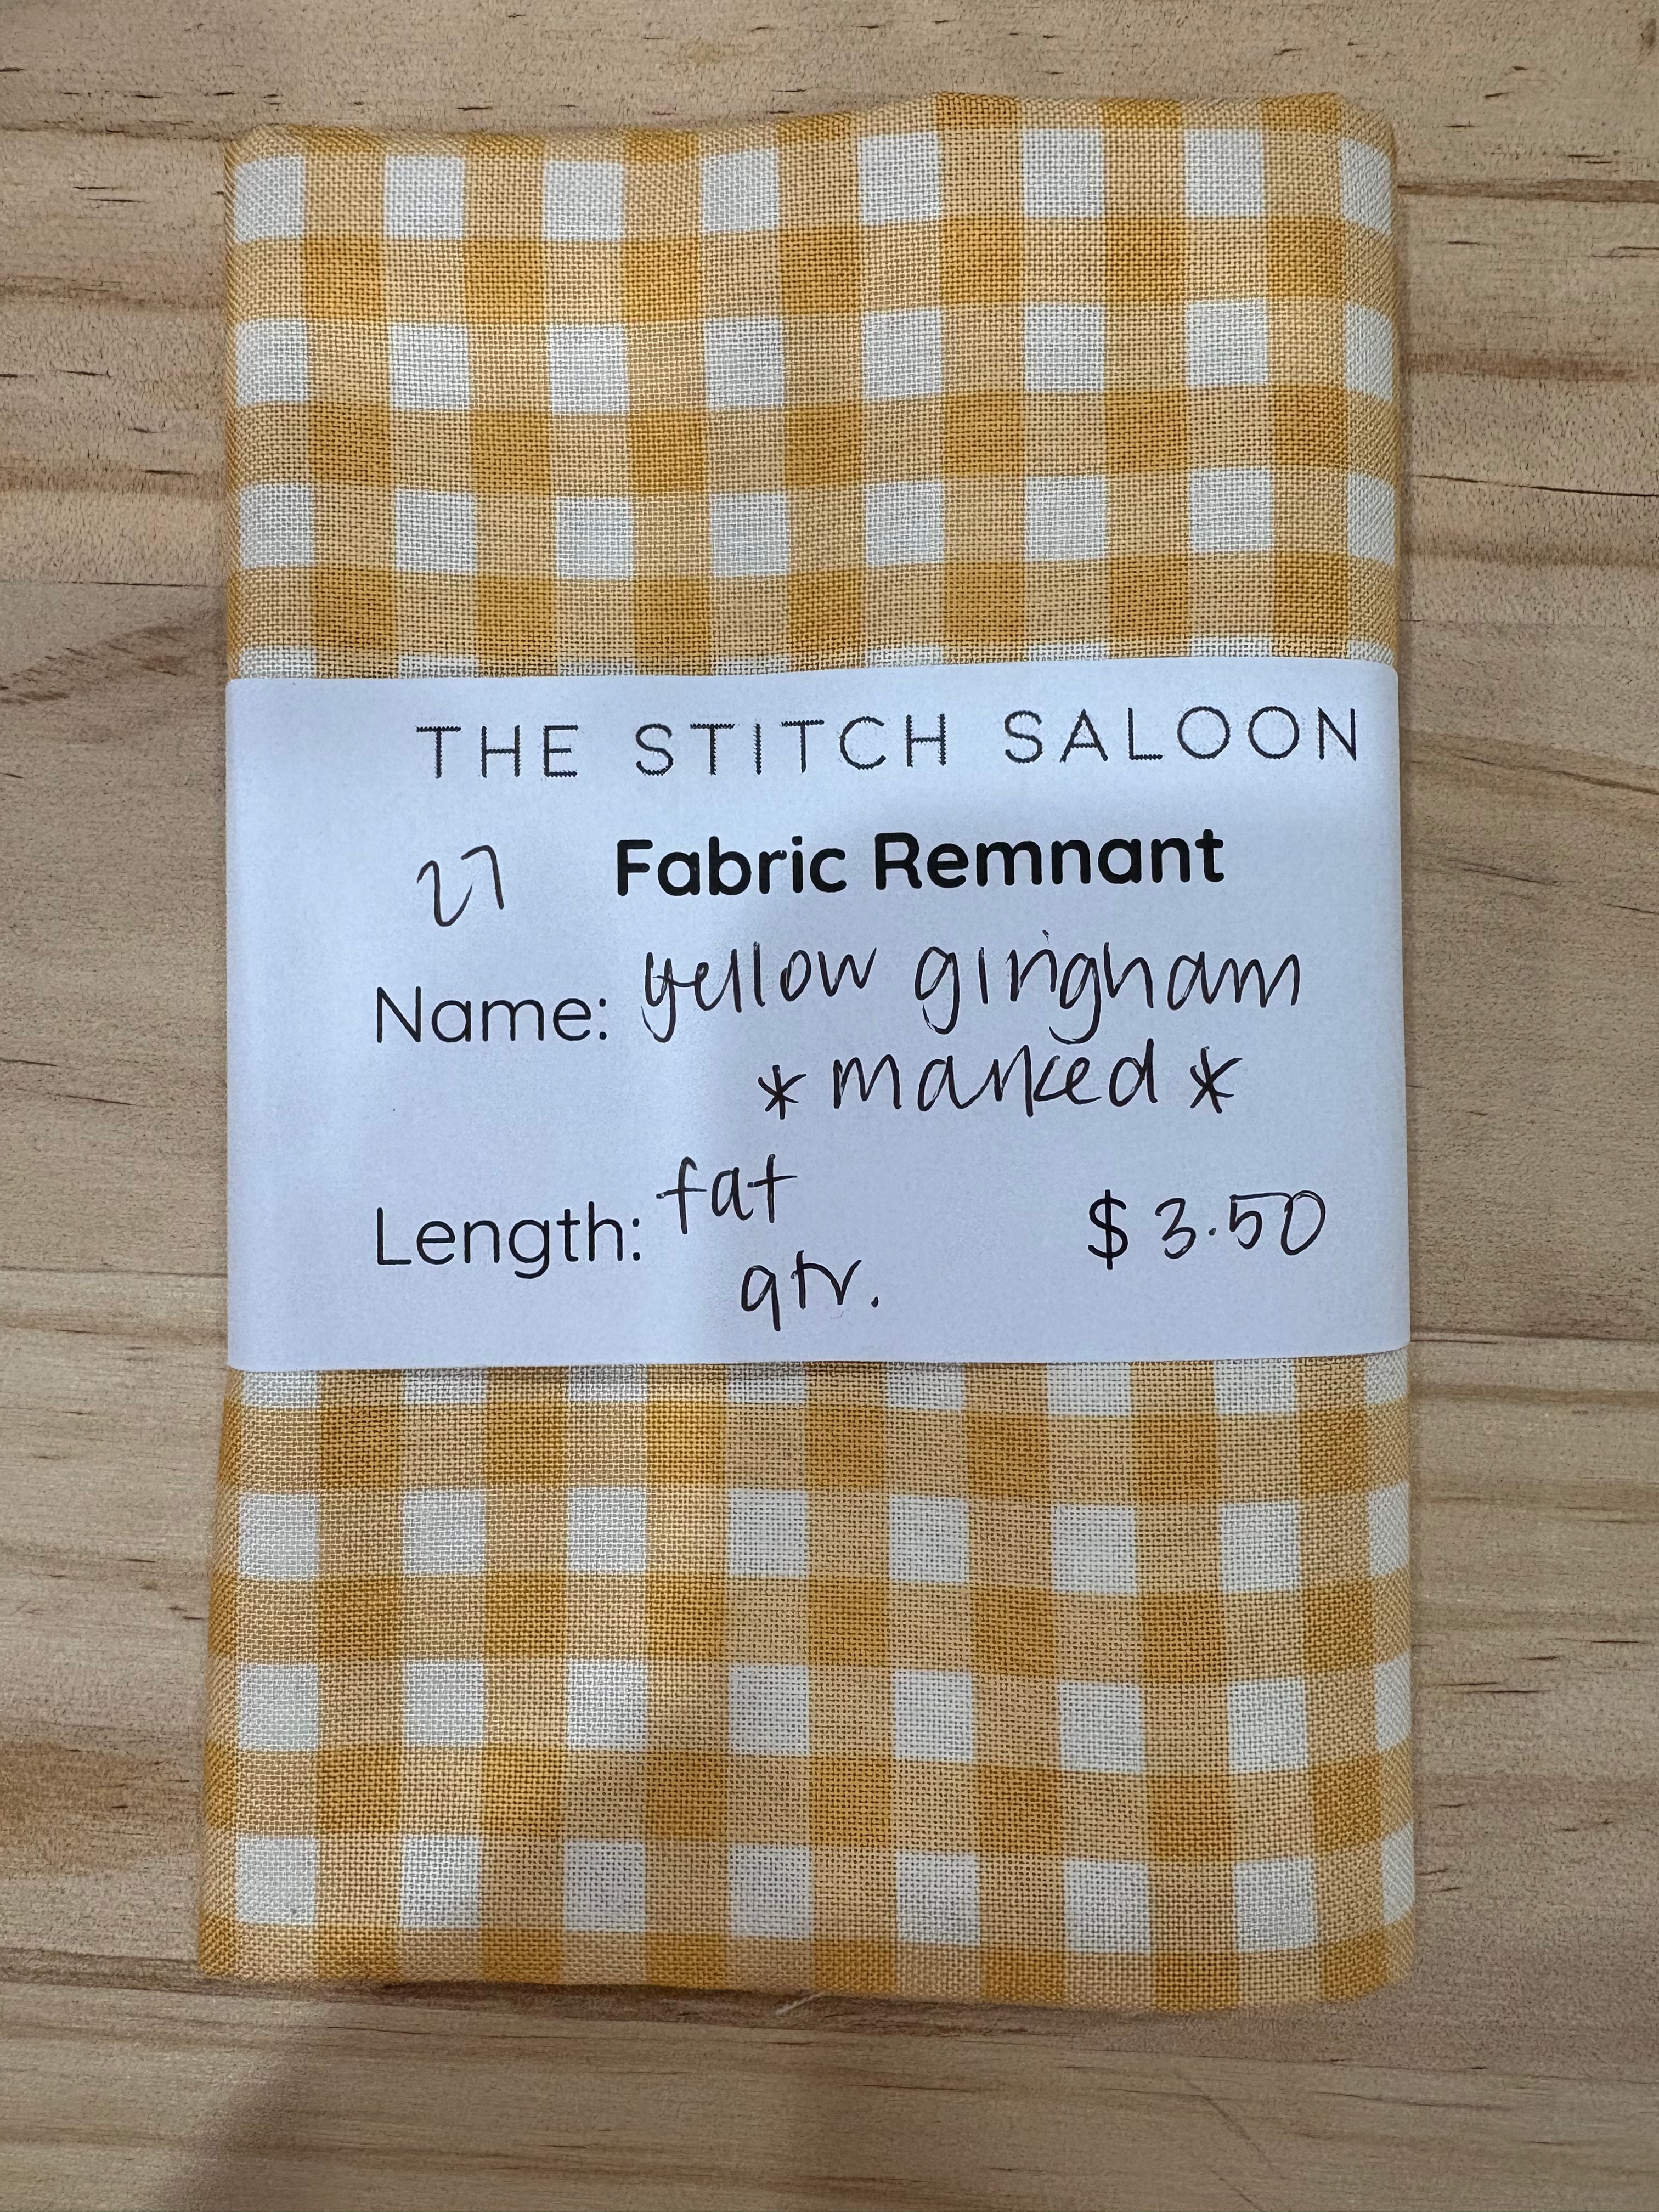 THE STITCH SALOON
27 Fabric Remnant
Name: yellow gingham
* marked *
Length: fat $3.50
qtr.